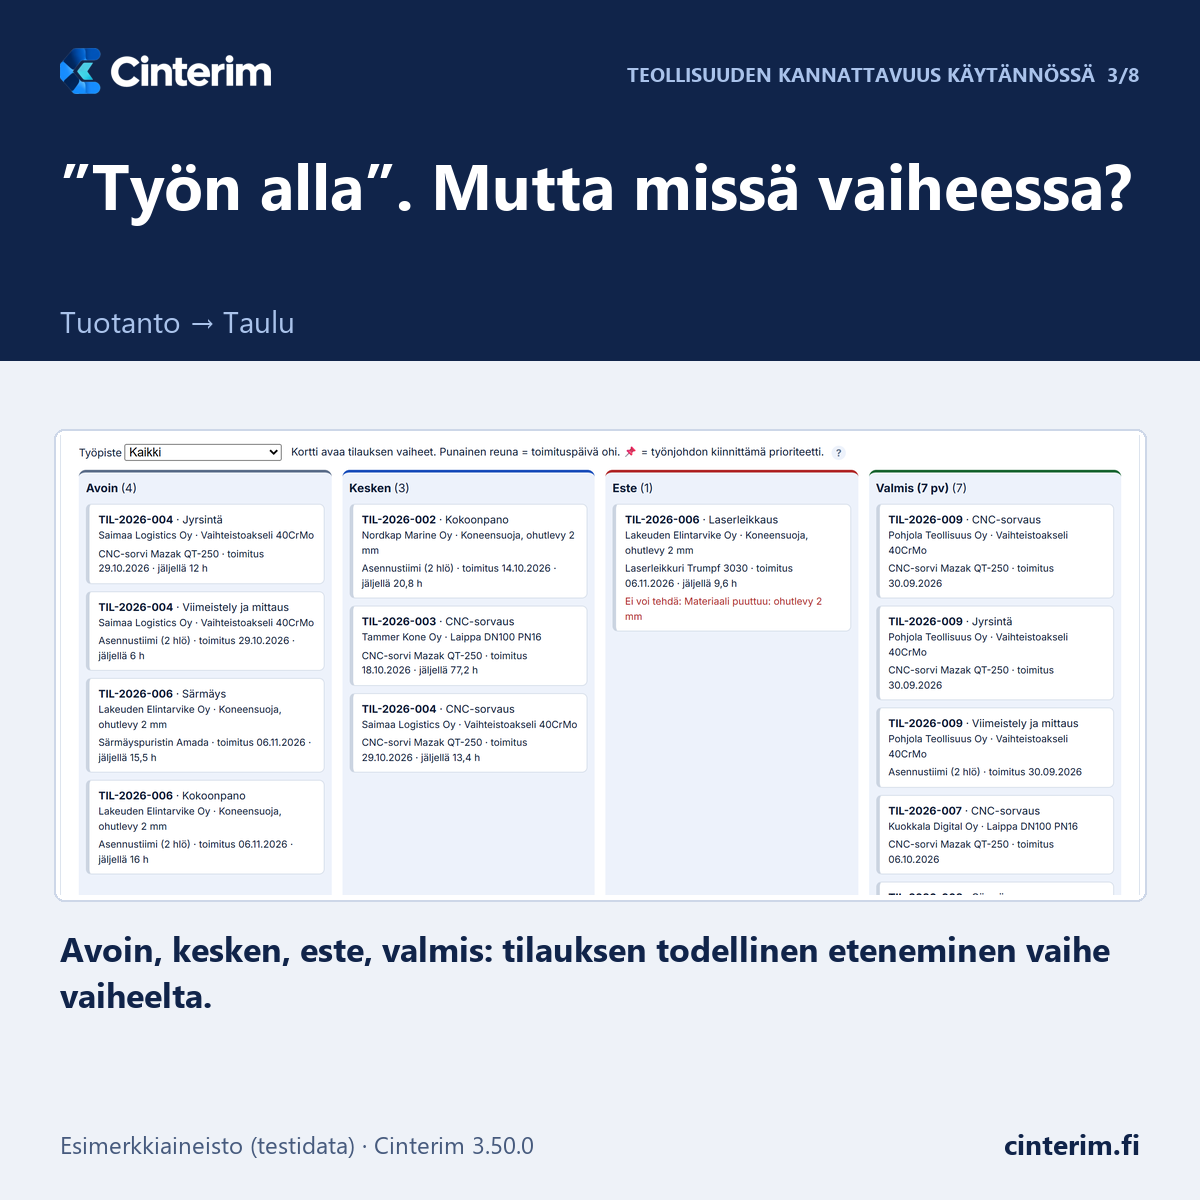 Cinterim
TEOLLISUUDEN KANNATTAVUUS KÄYTÄNNÖSSÄ 3/8
”Työn alla”. Mutta missä vaiheessa?
Tuotanto → Taulu
Työpiste Kaikki Kortti avaa tilauksen vaiheet. Punainen reuna = toimituspäivä ohi. 📌 = työnjohdon kiinnittämä prioriteetti. ?
Avoin (4)
TIL-2026-004 · Jyrsintä
Saimaa Logistics Oy · Vaihteistoakseli 40CrMo
CNC-sorvi Mazak QT-250 · toimitus
29.10.2026 · jäljellä 12 h
TIL-2026-004 · Viimeistely ja mittaus
Saimaa Logistics Oy · Vaihteistoakseli 40CrMo
Asennustiimi (2 hlö) · toimitus 29.10.2026 ·
jäljellä 6 h
TIL-2026-006 · Särmäys
Lakeuden Elintarvike Oy · Koneensuoja,
ohutlevy 2 mm
Särmäyspuristin Amada · toimitus 06.11.2026 ·
jäljellä 15,5 h
TIL-2026-006 · Kokoonpano
Lakeuden Elintarvike Oy · Koneensuoja,
ohutlevy 2 mm
Asennustiimi (2 hlö) · toimitus 06.11.2026 ·
jäljellä 16 h
Kesken (3)
TIL-2026-002 · Kokoonpano
Nordkap Marine Oy · Koneensuoja, ohutlevy 2
mm
Asennustiimi (2 hlö) · toimitus 14.10.2026 ·
jäljellä 20,8 h
TIL-2026-003 · CNC-sorvaus
Tammer Kone Oy · Laippa DN100 PN16
CNC-sorvi Mazak QT-250 · toimitus
18.10.2026 · jäljellä 77,2 h
TIL-2026-004 · CNC-sorvaus
Saimaa Logistics Oy · Vaihteistoakseli 40CrMo
CNC-sorvi Mazak QT-250 · toimitus
29.10.2026 · jäljellä 13,4 h
Este (1)
TIL-2026-006 · Laserleikkaus
Lakeuden Elintarvike Oy · Koneensuoja,
ohutlevy 2 mm
Laserleikkuri Trumpf 3030 · toimitus
06.11.2026 · jäljellä 9,6 h
Ei voi tehdä: Materiaali puuttuu: ohutlevy 2
mm
Valmis (7 pv) (7)
TIL-2026-009 · CNC-sorvaus
Pohjola Teollisuus Oy · Vaihteistoakseli
40CrMo
CNC-sorvi Mazak QT-250 · toimitus
30.09.2026
TIL-2026-009 · Jyrsintä
Pohjola Teollisuus Oy · Vaihteistoakseli
40CrMo
CNC-sorvi Mazak QT-250 · toimitus
30.09.2026
TIL-2026-009 · Viimeistely ja mittaus
Pohjola Teollisuus Oy · Vaihteistoakseli
40CrMo
Asennustiimi (2 hlö) · toimitus 30.09.2026
TIL-2026-007 · CNC-sorvaus
Kuokkala Digital Oy · Laippa DN100 PN16
CNC-sorvi Mazak QT-250 · toimitus
06.10.2026
Avoin, kesken, este, valmis: tilauksen todellinen eteneminen vaihe
vaiheelta.
Esimerkkiaineisto (testidata) · Cinterim 3.50.0
cinterim.fi